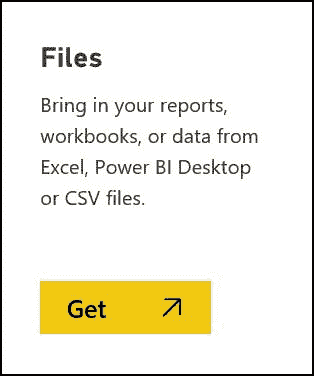 Files
Bring in your reports,
workbooks, or data from
Excel, Power BI Desktop
or CSV files.
Get